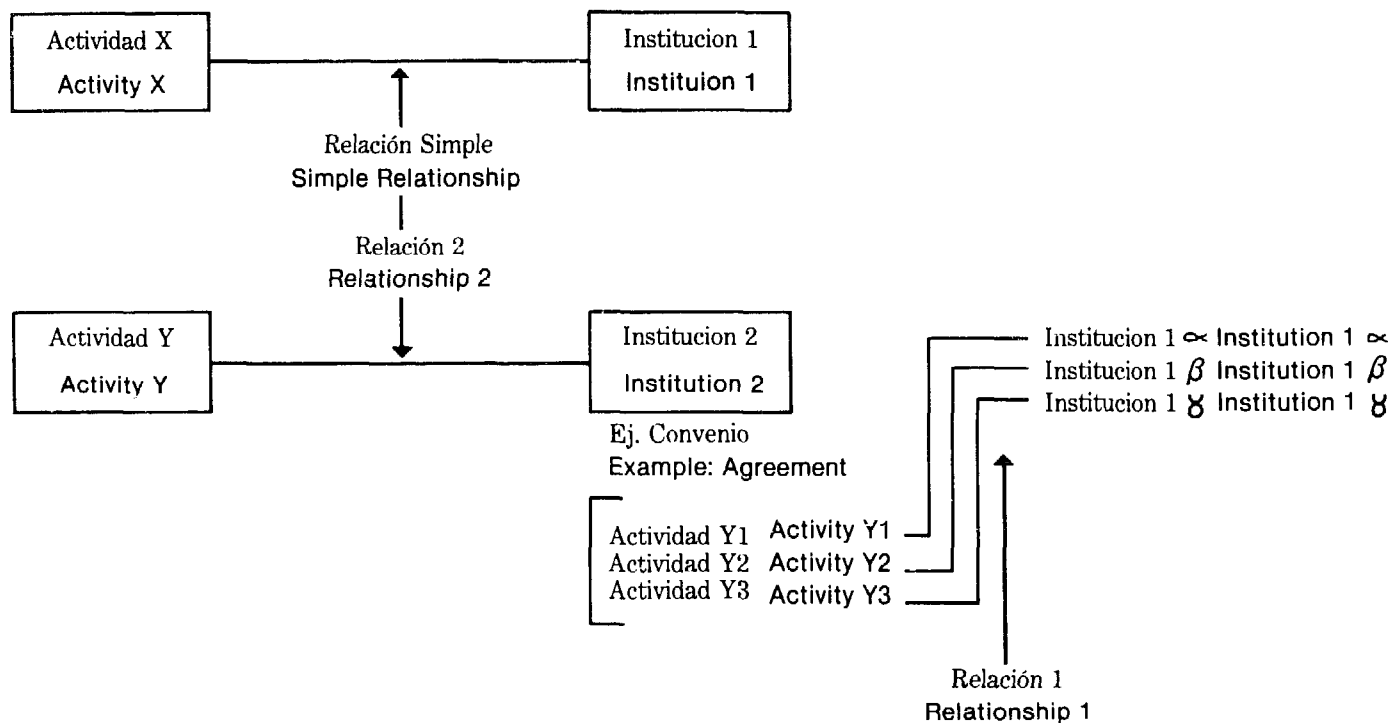 Actividad X
Activity X
Institucion 1
Instituion 1
Relación Simple
Simple Relationship
Relación 2
Relationship 2
Actividad Y
Activity Y
Institucion 2
Institution 2
Ej. Convenio
Example: Agreement
Institucion 1 ∝ Institution 1 ∝
Institucion 1 β Institution 1 β
Institucion 1 ɣ Institution 1 ɣ
Actividad Y1 Activity Y1
Actividad Y2 Activity Y2
Actividad Y3 Activity Y3
Relación 1
Relationship 1